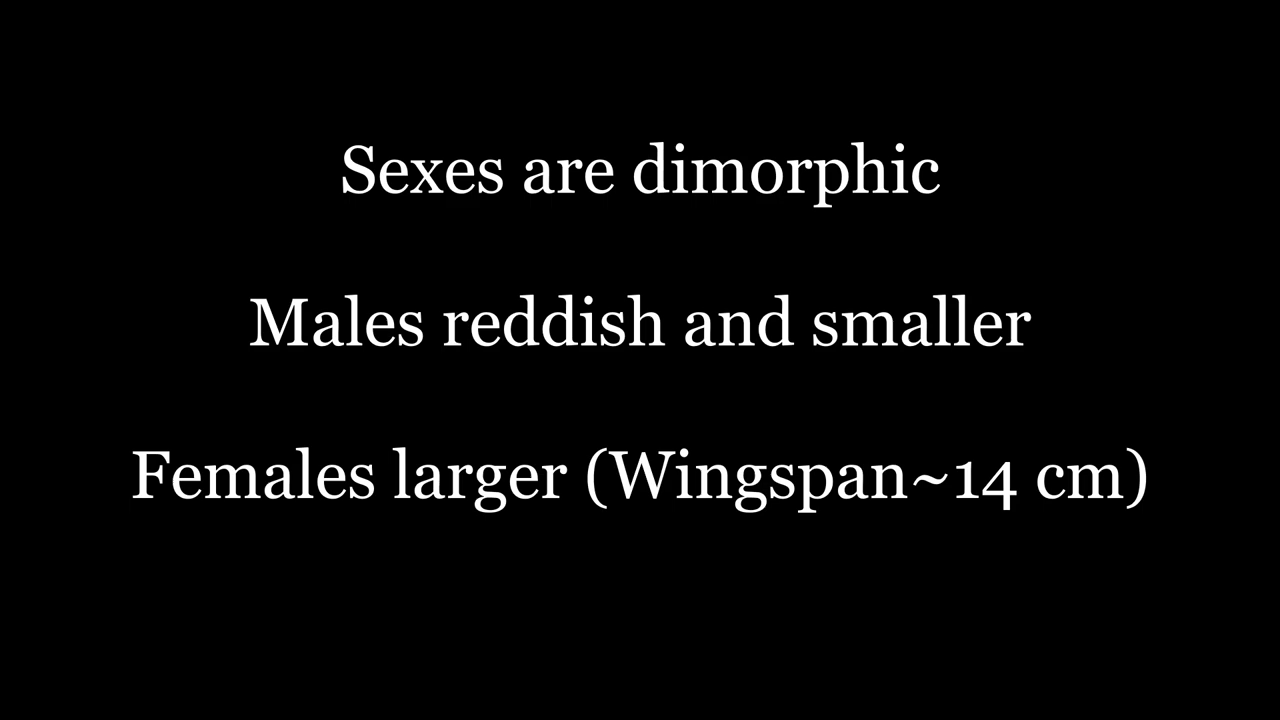 Sexes are dimorphic
Males reddish and smaller
Females larger (Wingspan~14 cm)